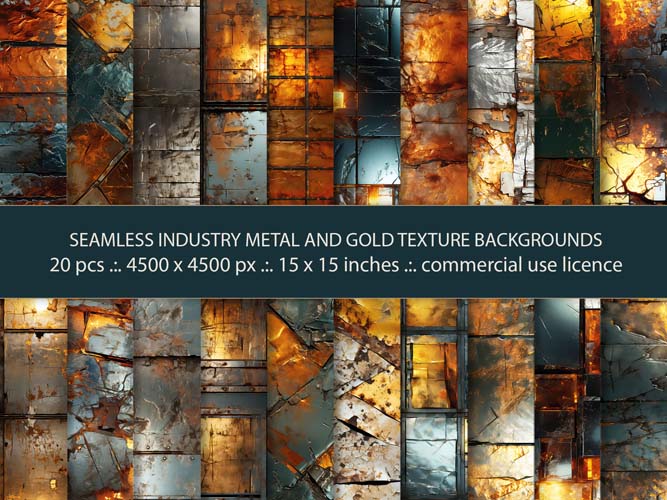 SEAMLESS INDUSTRY METAL AND GOLD TEXTURE BACKGROUNDS
20 pcs .:. 4500 x 4500 px .:. 15 x 15 inches .:. commercial use licence